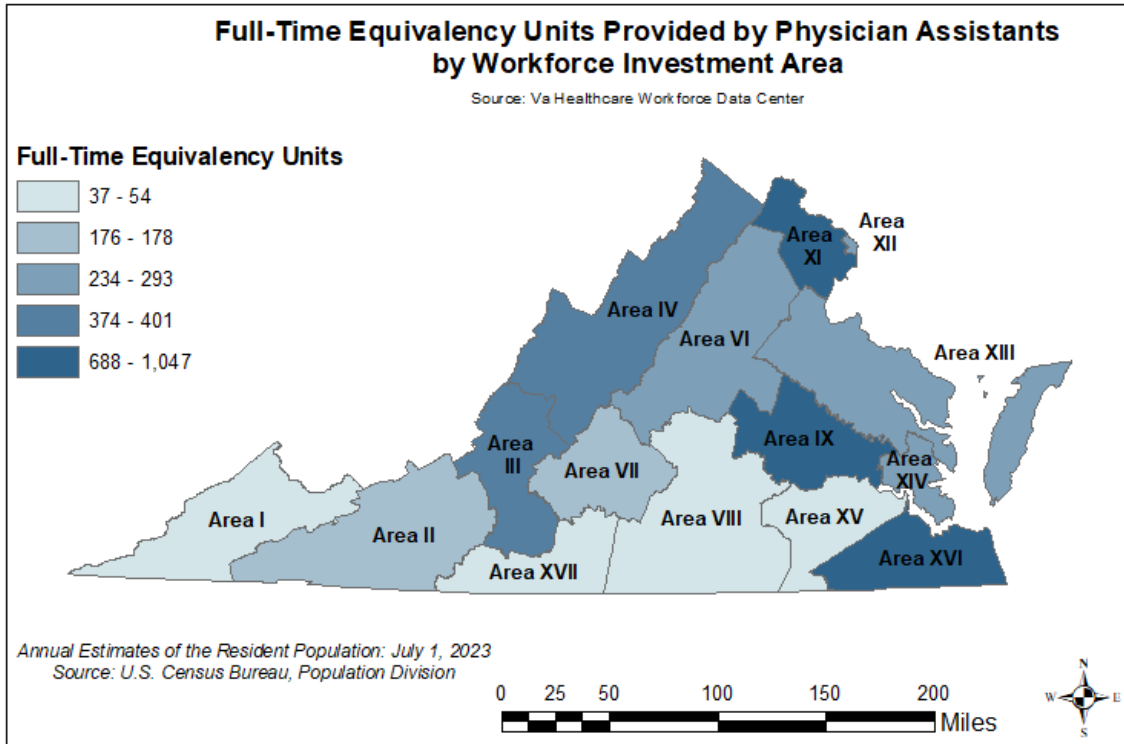 Full-Time Equivalency Units Provided by Physician Assistants
by Workforce Investment Area
Source: Va Healthcare Workforce Data Center
Full-Time Equivalency Units
37 - 54
176 - 178
234 - 293
374 - 401
688 - 1,047
Area
XI
Area
XII
Area IV
Area VI
Area XIII
Area
III
Area IX
Area VII
Area
XIV
Area I
Area II
Area VIII
Area XV
Area XVII
Area XVI
Annual Estimates of the Resident Population: July 1, 2023
Source: U.S. Census Bureau, Population Division
0 25 50 100 150 200
Miles
N
W E
S